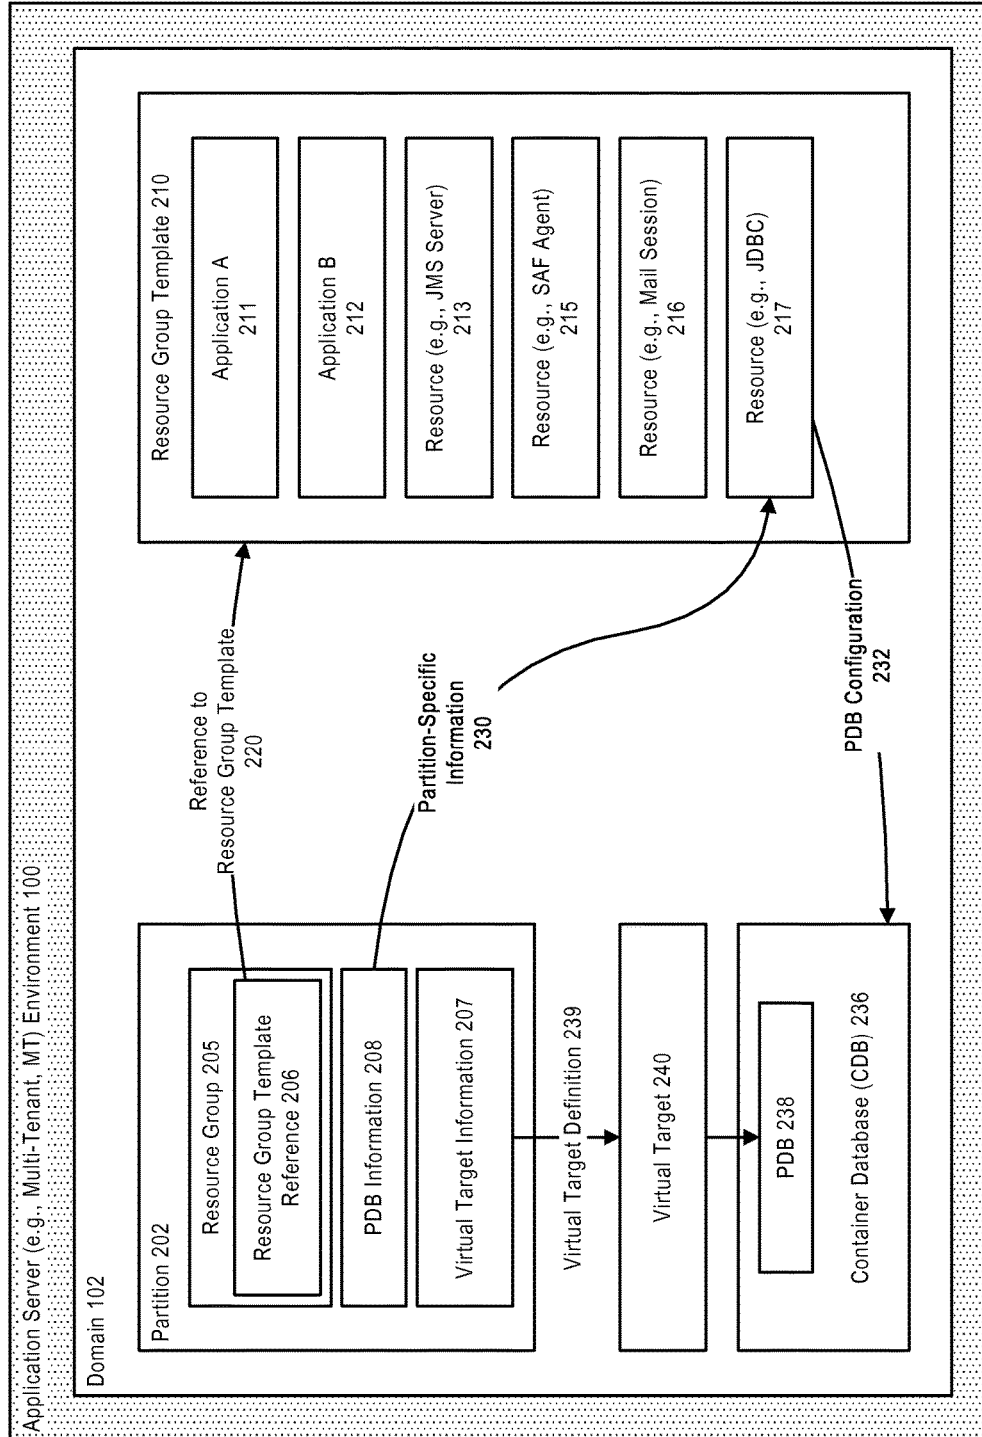 Application Server (e.g., Multi-Tenant, MT) Environment 100
Domain 102
Partition 202
Resource Group 205
Resource Group Template
Reference 206
PDB Information 208
Virtual Target Information 207
Virtual Target Definition 239
Virtual Target 240
PDB 238
Container Database (CDB) 236
Reference to
Resource Group Template
220
Partition-Specific
Information
230
PDB Configuration
232
Resource Group Template 210
Application A
211
Application B
212
Resource (e.g., JMS Server)
213
Resource (e.g., SAF Agent)
215
Resource (e.g., Mail Session)
216
Resource (e.g., JDBC)
217